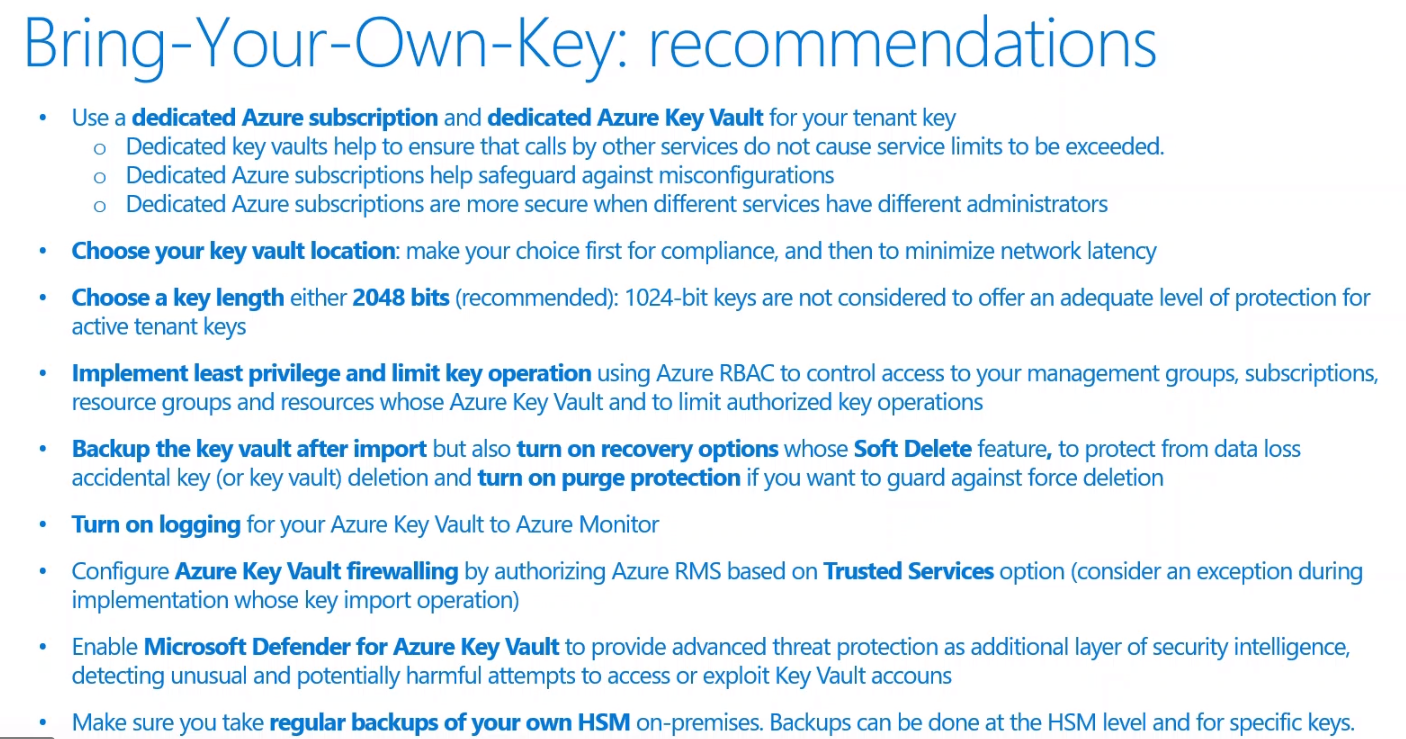 Bring-Your-Own-Key: recommendations
• Use a dedicated Azure subscription and dedicated Azure Key Vault for your tenant key
o Dedicated key vaults help to ensure that calls by other services do not cause service limits to be exceeded.
o Dedicated Azure subscriptions help safeguard against misconfigurations
o Dedicated Azure subscriptions are more secure when different services have different administrators
• Choose your key vault location: make your choice first for compliance, and then to minimize network latency
• Choose a key length either 2048 bits (recommended): 1024-bit keys are not considered to offer an adequate level of protection for
active tenant keys
• Implement least privilege and limit key operation using Azure RBAC to control access to your management groups, subscriptions,
resource groups and resources whose Azure Key Vault and to limit authorized key operations
• Backup the key vault after import but also turn on recovery options whose Soft Delete feature, to protect from data loss
accidental key (or key vault) deletion and turn on purge protection if you want to guard against force deletion
• Turn on logging for your Azure Key Vault to Azure Monitor
• Configure Azure Key Vault firewalling by authorizing Azure RMS based on Trusted Services option (consider an exception during
implementation whose key import operation)
• Enable Microsoft Defender for Azure Key Vault to provide advanced threat protection as additional layer of security intelligence,
detecting unusual and potentially harmful attempts to access or exploit Key Vault accouns
• Make sure you take regular backups of your own HSM on-premises. Backups can be done at the HSM level and for specific keys.